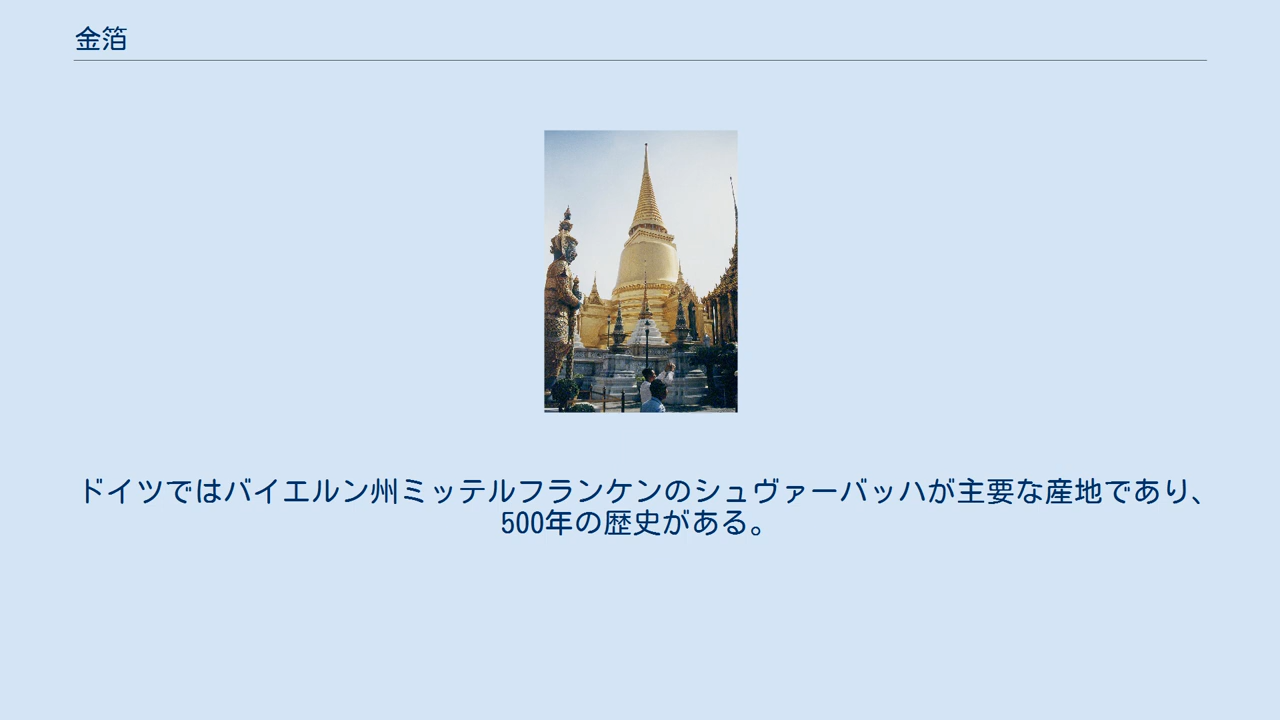 金箔
ドイツではバイエルン州ミッテルフランケンのシュヴァーバッハが主要な産地であり、
500年の歴史がある。